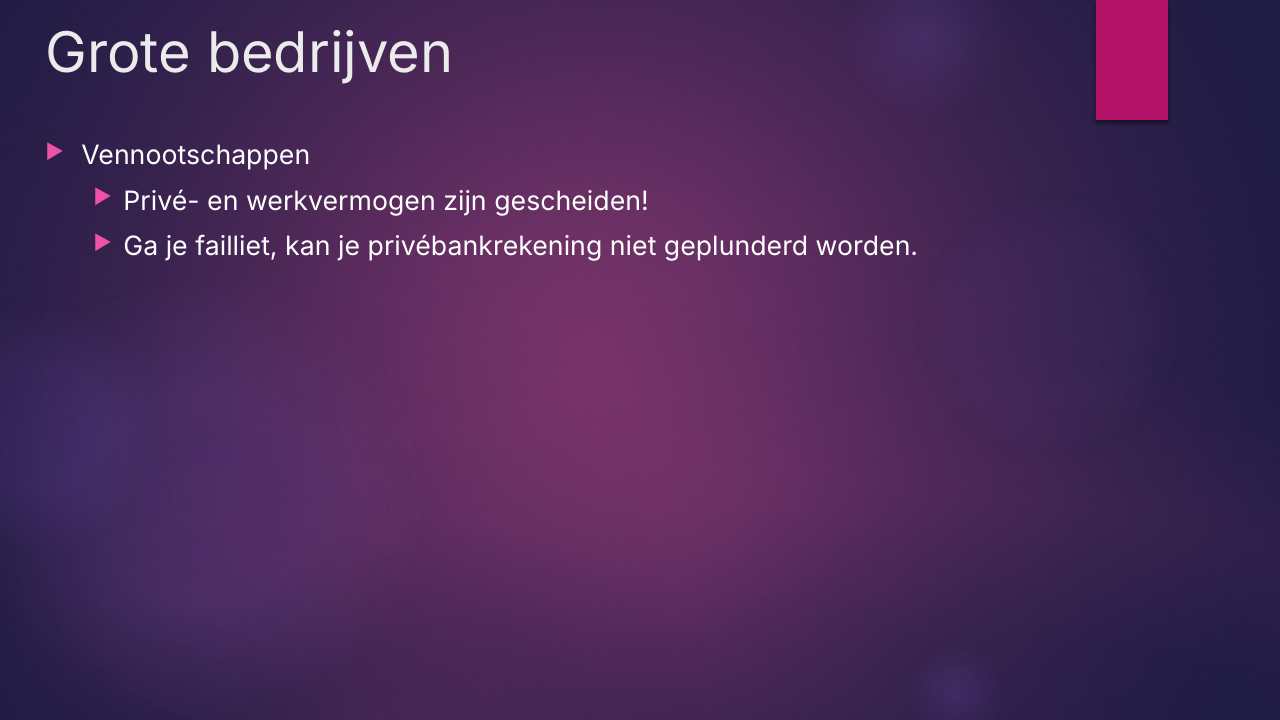 Grote bedrijven
Vennootschappen
Privé- en werkvermogen zijn gescheiden!
Ga je failliet, kan je privébankrekening niet geplunderd worden.